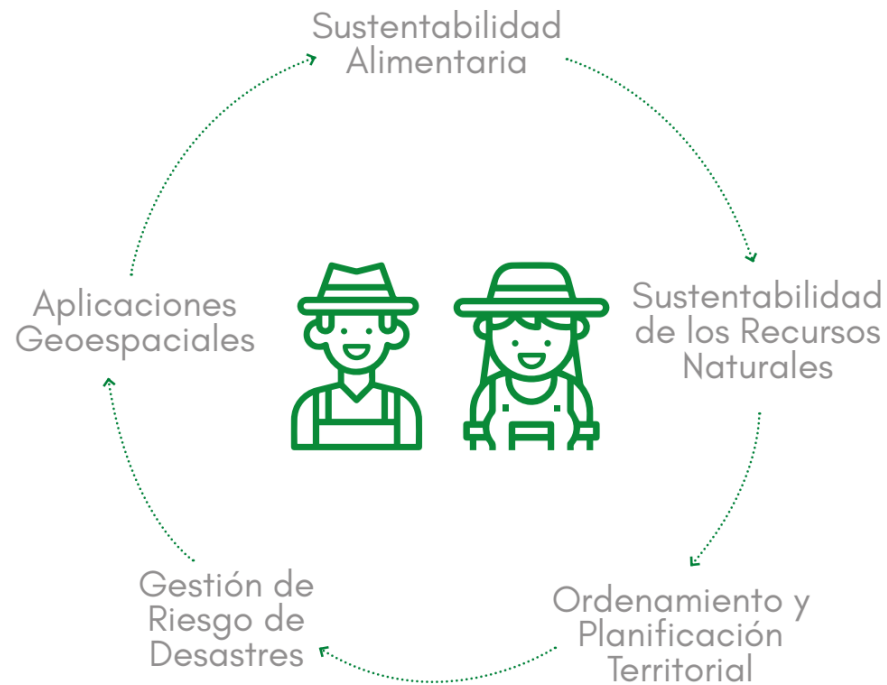 Sustentabilidad
Alimentaria
Sustentabilidad
de los Recursos
Naturales
Ordenamiento y
Planificación
Territorial
Gestión de
Riesgo de
Desastres
Aplicaciones
Geoespaciales